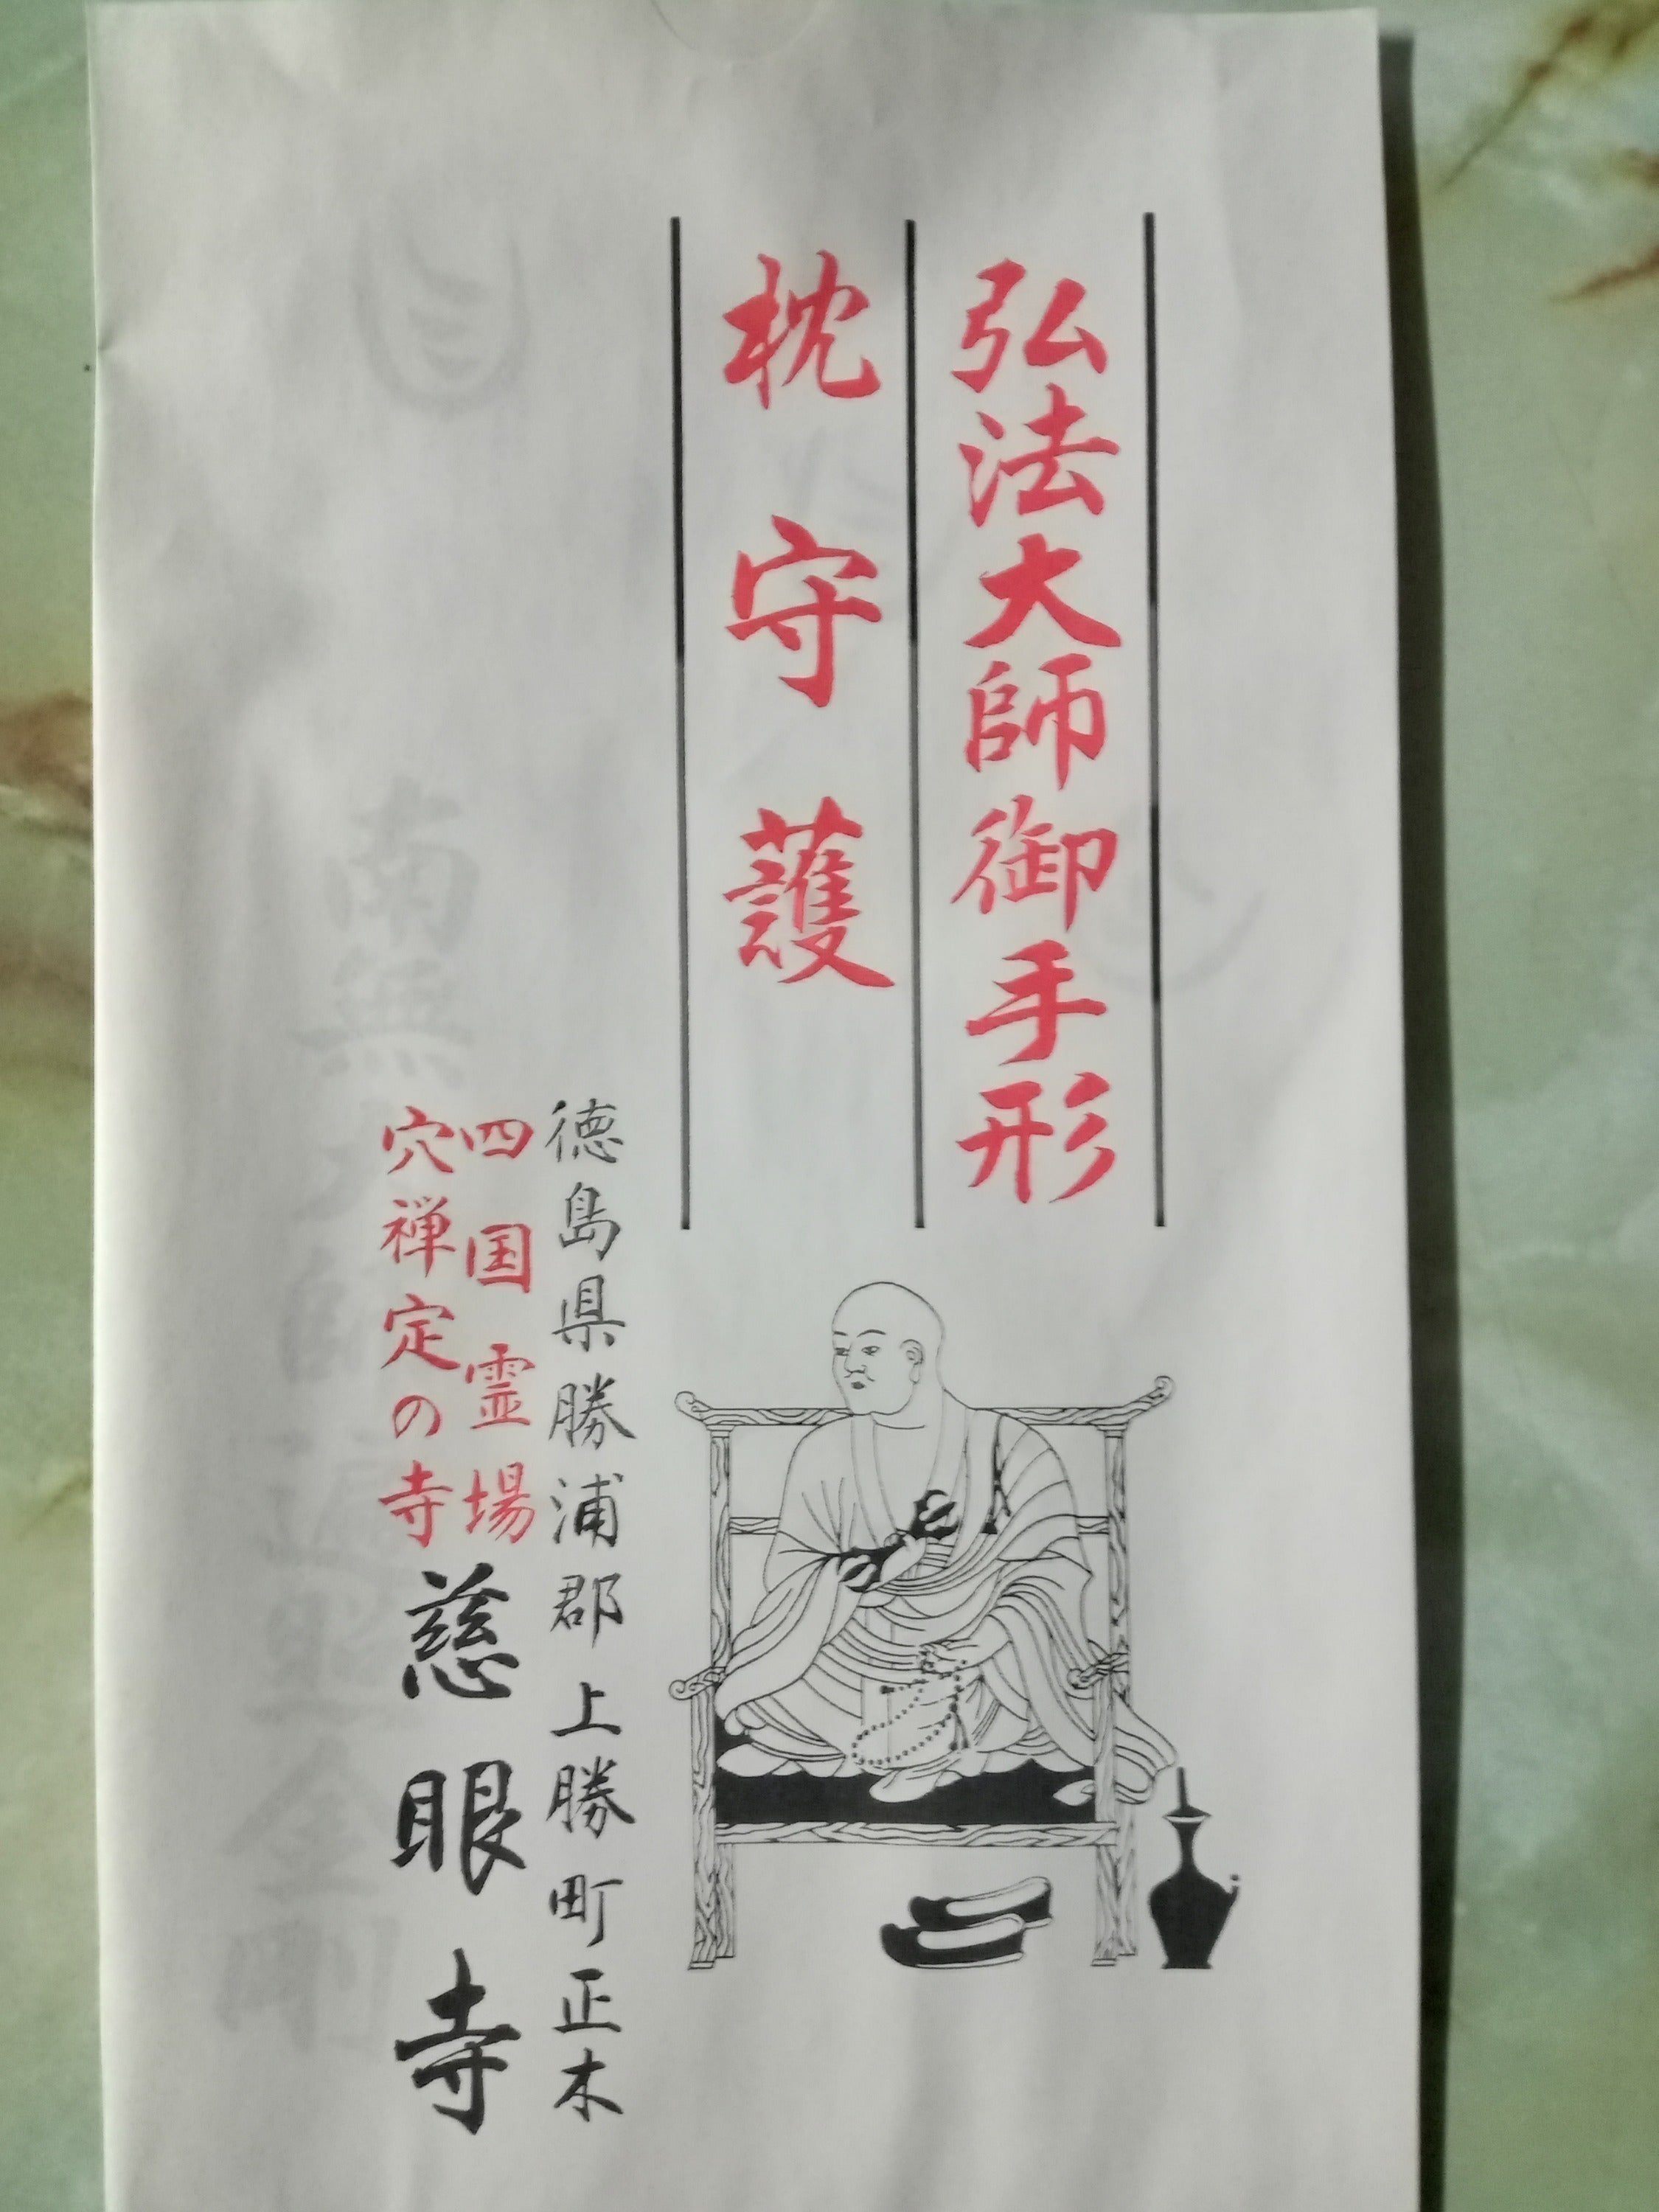 弘法大師御手形
枕守護
徳島県勝浦郡上勝町正木
四国霊場
穴禅定の寺
慈眼寺